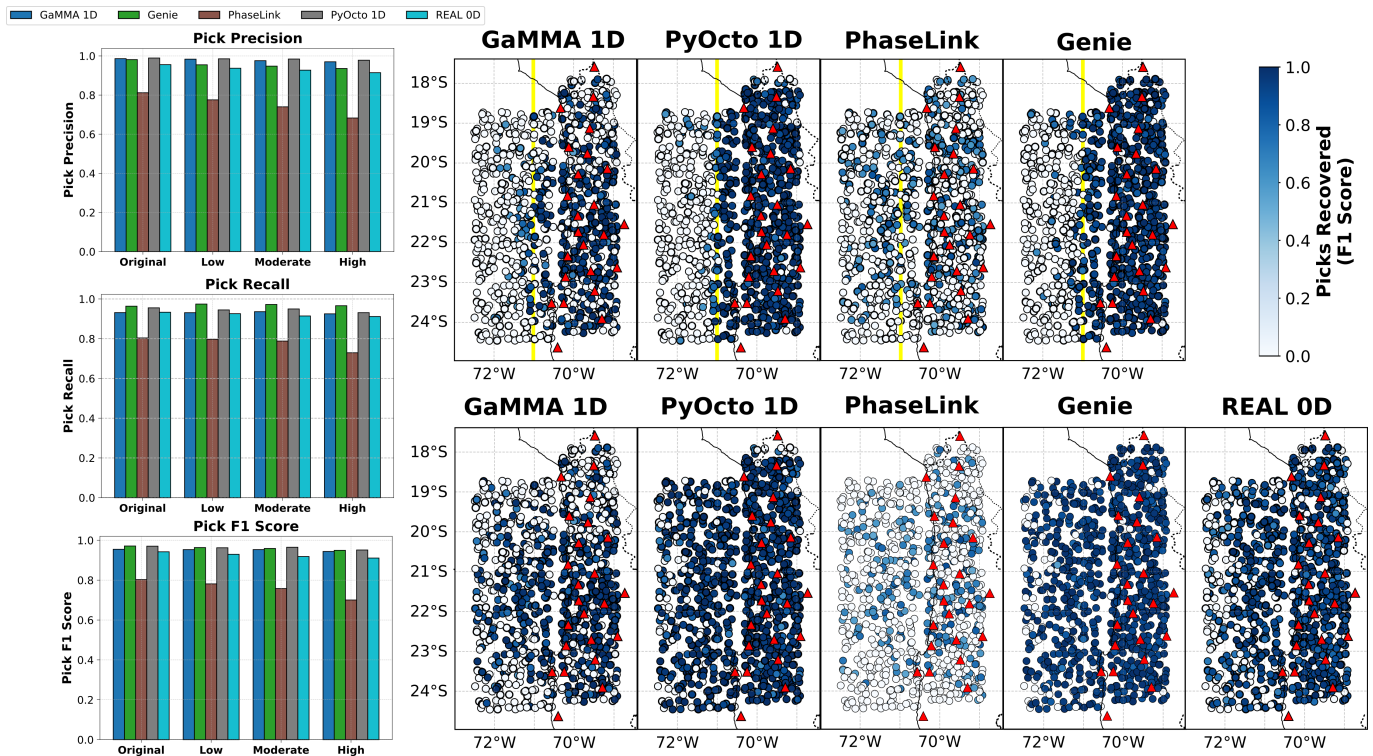 GaMMA 1D Genie PhaseLink PyOcto 1D REAL 0D
Pick Precision
Pick Precision
1.0
0.8
0.6
0.4
0.2
0.0
Original Low Moderate High
Pick Recall
Pick Recall
1.0
0.8
0.6
0.4
0.2
0.0
Original Low Moderate High
Pick F1 Score
Pick F1 Score
1.0
0.8
0.6
0.4
0.2
0.0
Original Low Moderate High
GaMMA 1D PyOcto 1D PhaseLink Genie
18°S
19°S
20°S
21°S
22°S
23°S
24°S
72°W 70°W 72°W 70°W 72°W 70°W 72°W 70°W
1.0
0.8
0.6
0.4
0.2
0.0
Picks Recovered
(F1 Score)
GaMMA 1D PyOcto 1D PhaseLink Genie REAL 0D
18°S
19°S
20°S
21°S
22°S
23°S
24°S
72°W 70°W 72°W 70°W 72°W 70°W 72°W 70°W 72°W 70°W